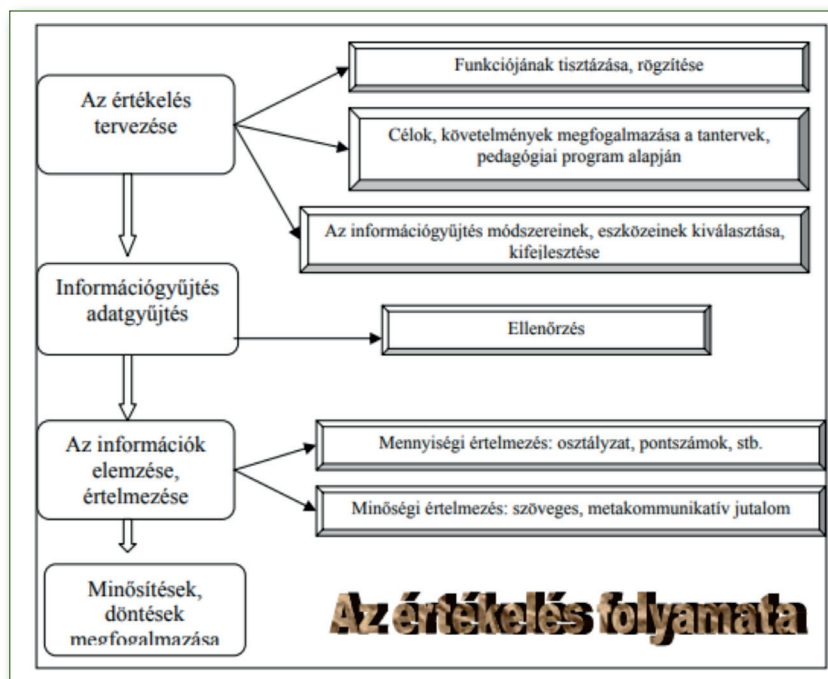 Az értékelés
tervezése
Funkciójának tisztázása, rögzítése
Célok, követelmények megfogalmazása a tantervek,
pedagógiai program alapján
Az információgyűjtés módszereinek, eszközeinek kiválasztása,
kifejlesztése
Információgyűjtés
adatgyűjtés
Ellenőrzés
Az információk
elemzése,
értelmezése
Mennyiségi értelmezés: osztályzat, pontszámok, stb.
Minőségi értelmezés: szöveges, metakommunikatív jutalom
Minősítések,
döntések
megfogalmazása
Az értékelés folyamata